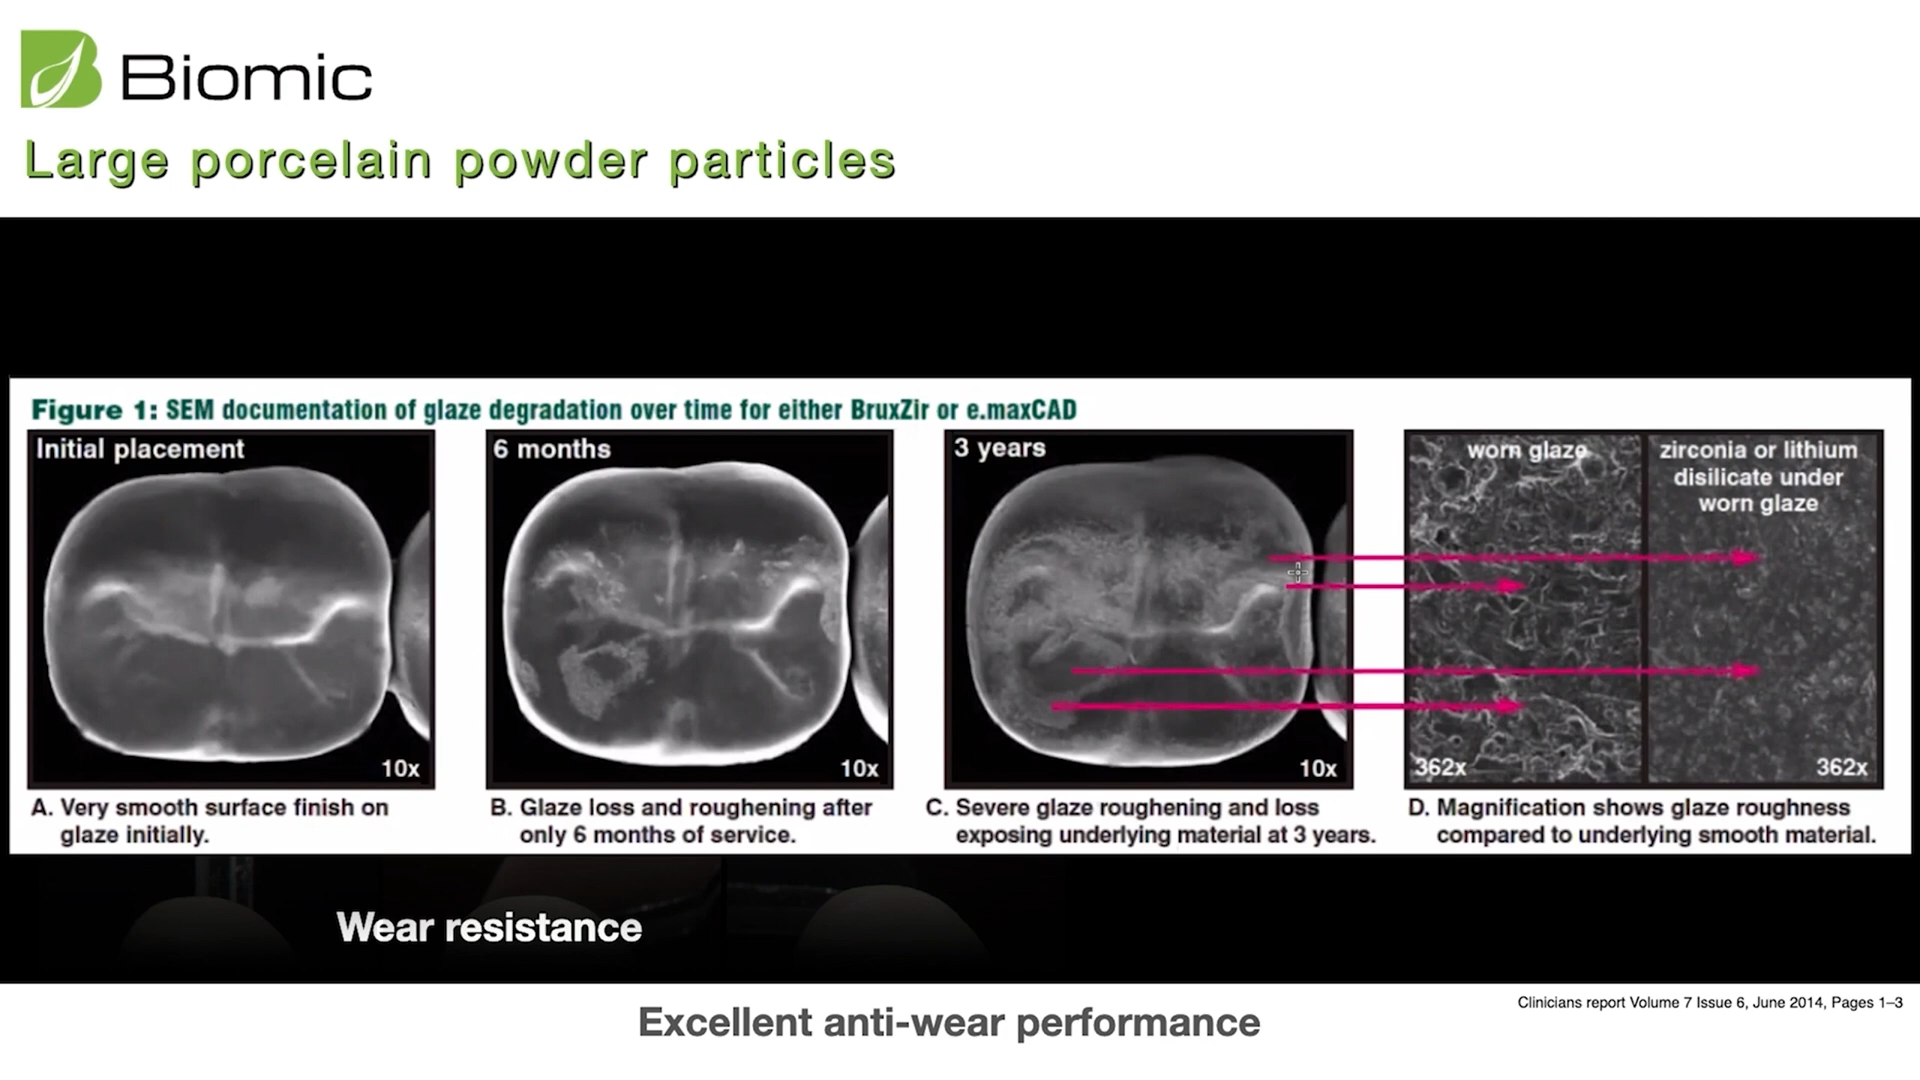 Biomic
Large porcelain powder particles
Figure 1: SEM documentation of glaze degradation over time for either BruxZir or e.maxCAD
Initial placement
10x
A. Very smooth surface finish on
glaze initially.
6 months
10x
B. Glaze loss and roughening after
only 6 months of service.
3 years
10x
C. Severe glaze roughening and loss
exposing underlying material at 3 years.
worn glaze
362x
zirconia or lithium
disilicate under
worn glaze
362x
D. Magnification shows glaze roughness
compared to underlying smooth material.
Wear resistance
Clinicians report Volume 7 Issue 6, June 2014, Pages 1–3
Excellent anti-wear performance